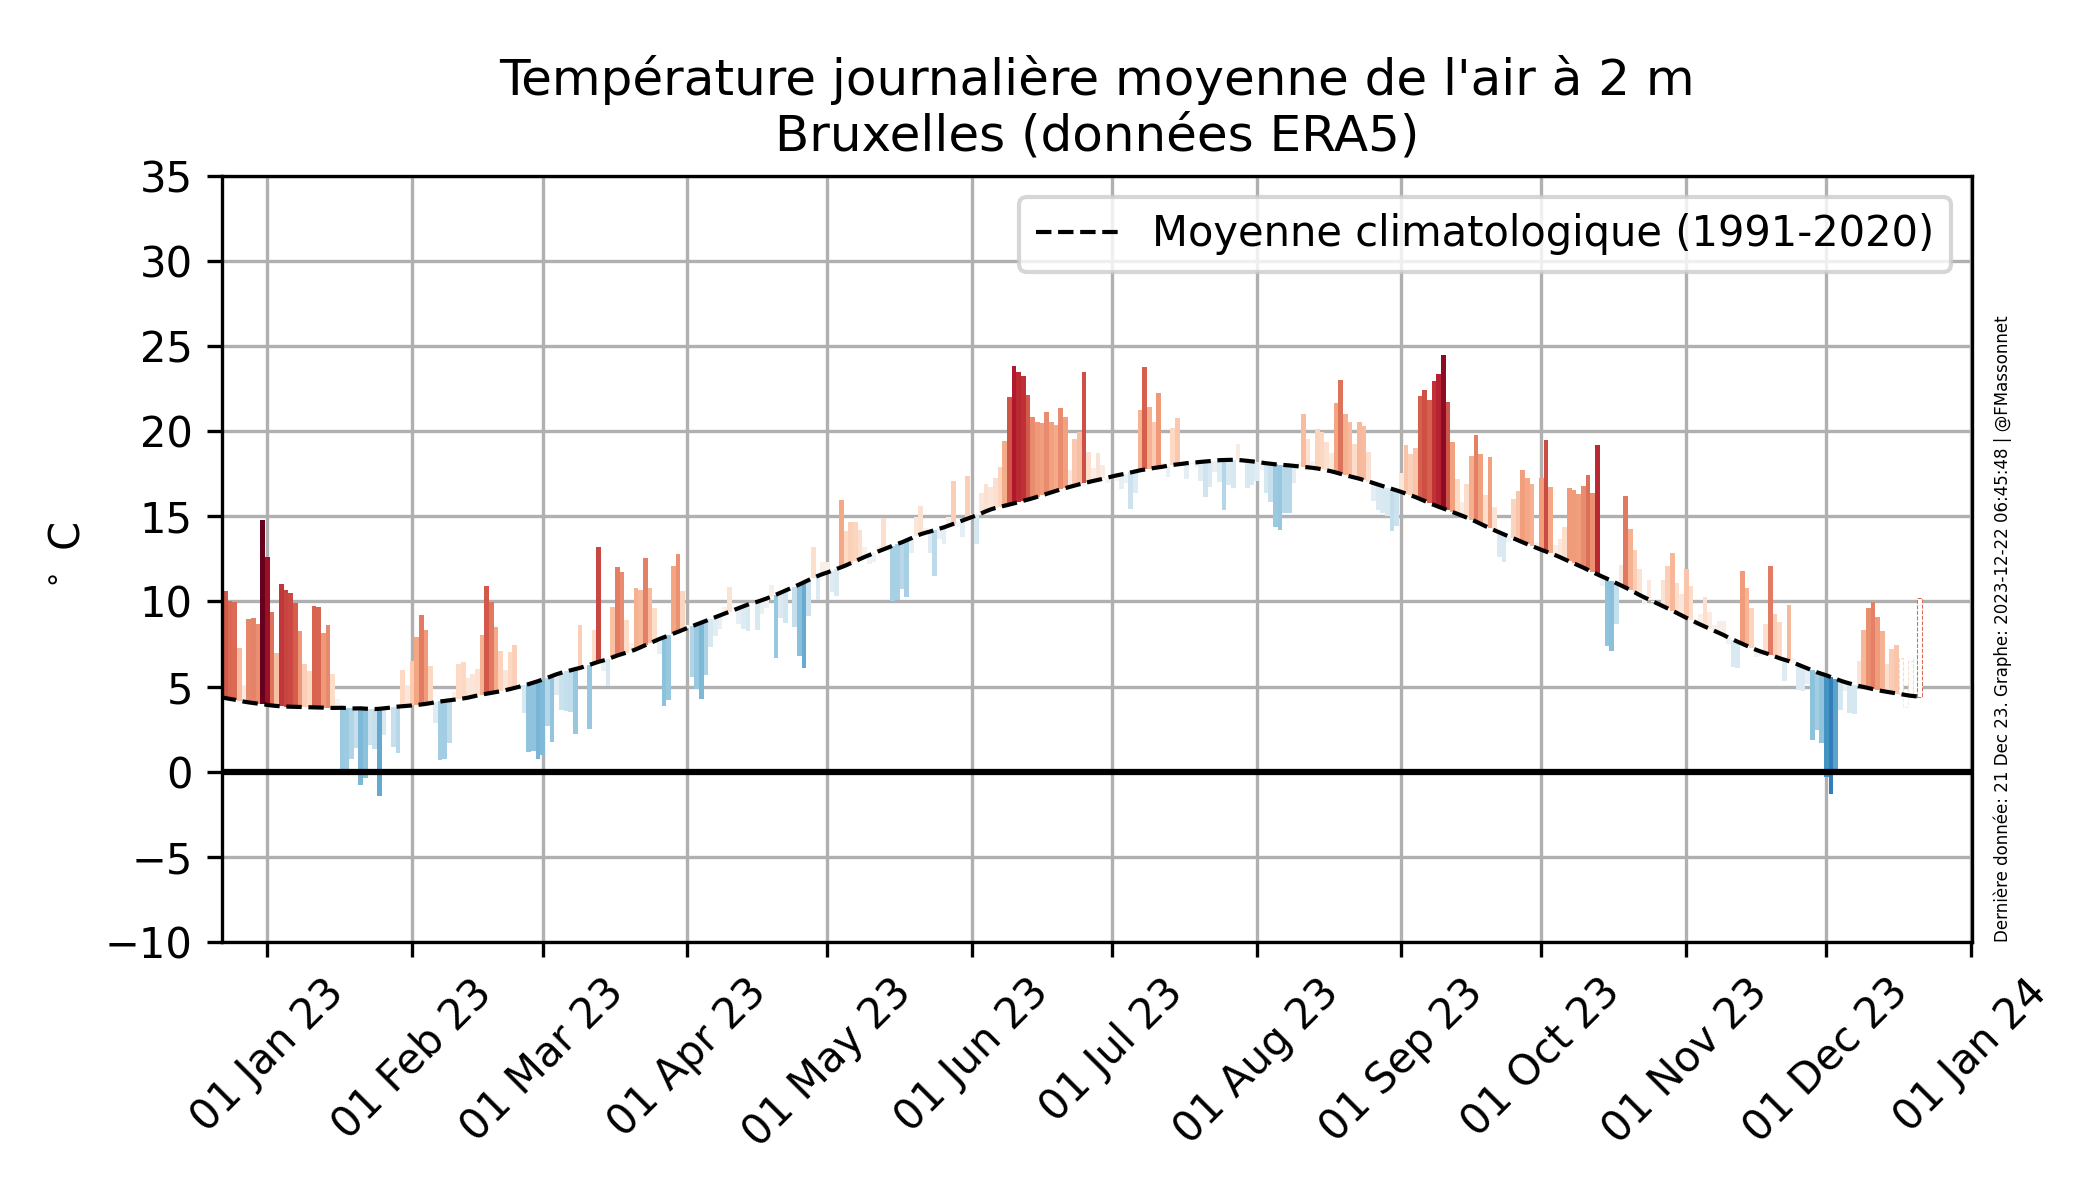 Température journalière moyenne de l'air à 2 m
Bruxelles (données ERA5)
35
30
25
20
15
10
5
0
−5
−10
° C
Moyenne climatologique (1991-2020)
01 Jan 23
01 Feb 23
01 Mar 23
01 Apr 23
01 May 23
01 Jun 23
01 Jul 23
01 Aug 23
01 Sep 23
01 Oct 23
01 Nov 23
01 Dec 23
01 Jan 24
Dernière donnée: 21 Dec 23. Graphe: 2023-12-22 06:45:48 | @FMassonnet